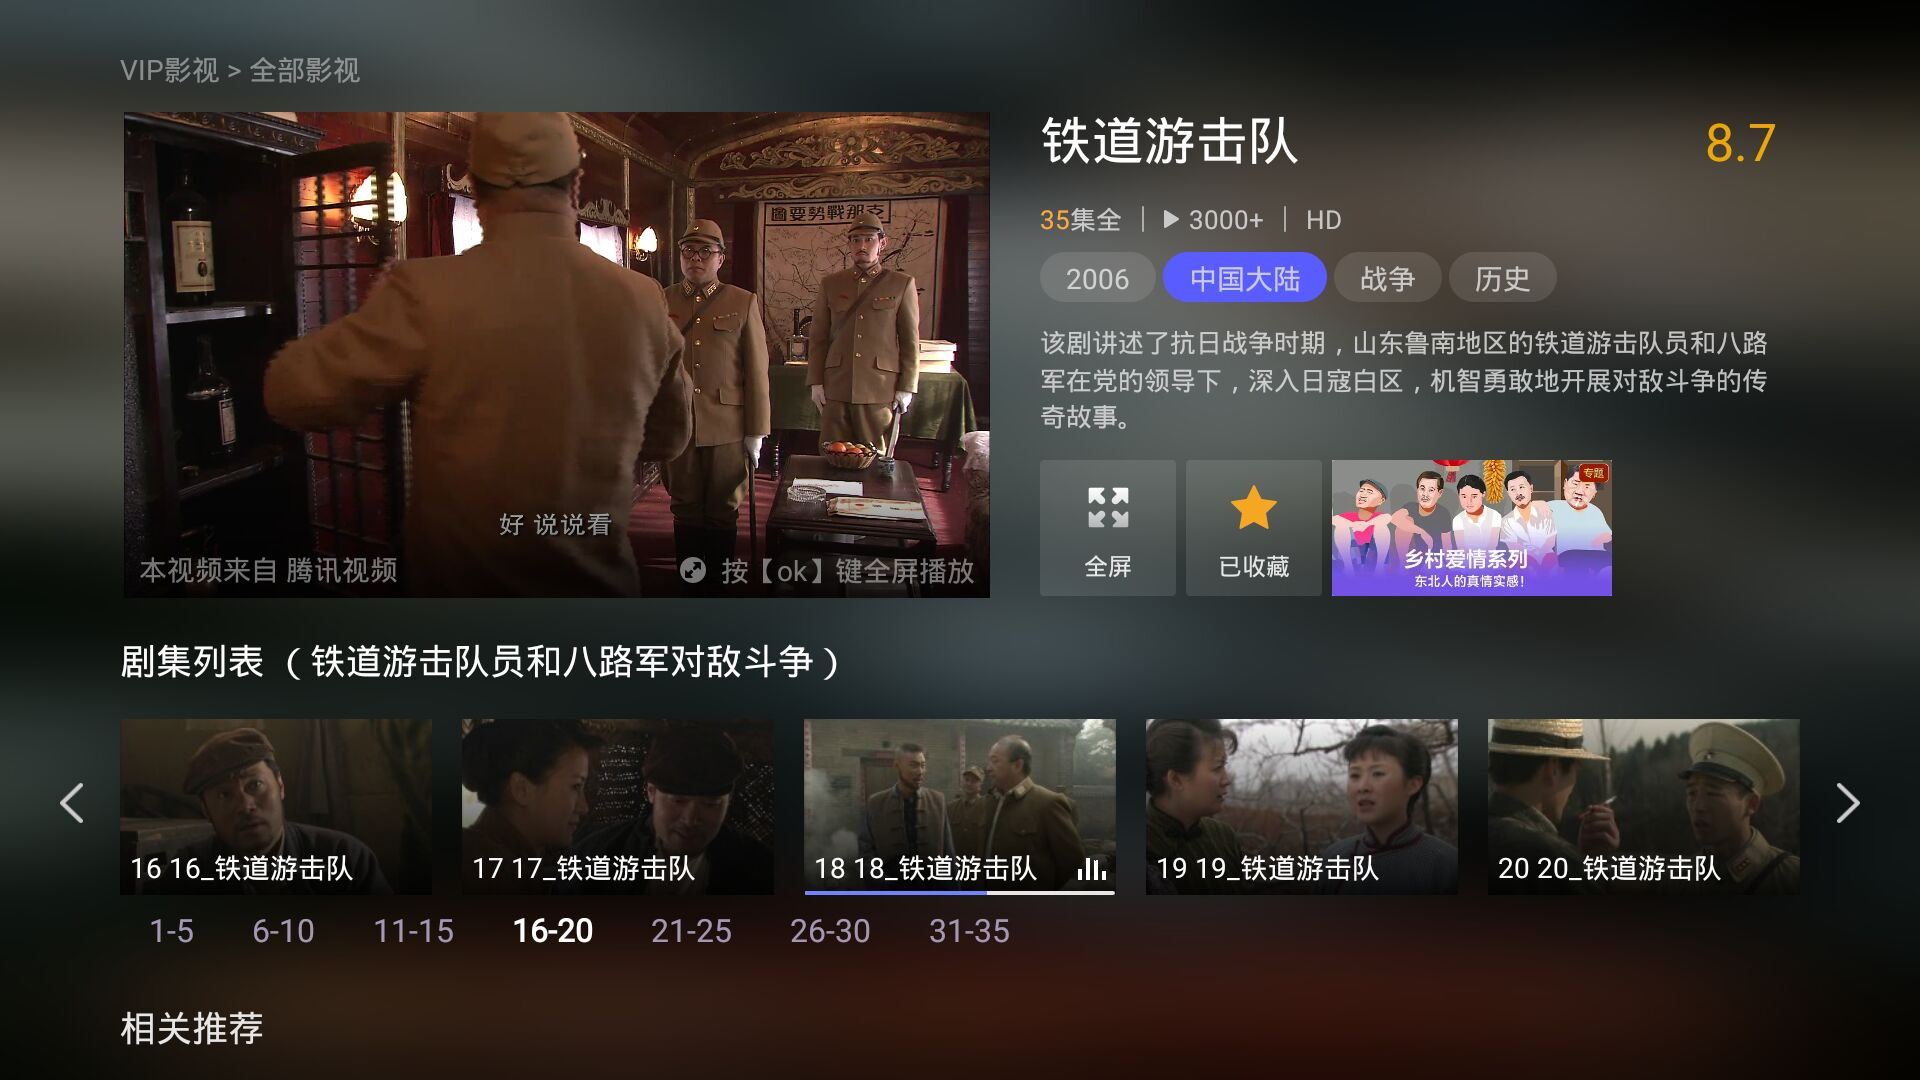 VIP影视 > 全部影视
支那戰勢要圖
好 说说看
本视频来自 腾讯视频
按【ok】键全屏播放
铁道游击队
8.7
35集全 | 3000+ | HD
2006 中国大陆 战争 历史
该剧讲述了抗日战争时期，山东鲁南地区的铁道游击队员和八路
军在党的领导下，深入日寇白区，机智勇敢地开展对敌斗争的传
奇故事。
全屏
已收藏
专题
乡村爱情系列
东北人的真情实感！
剧集列表 （铁道游击队员和八路军对敌斗争）
16 16_铁道游击队
17 17_铁道游击队
18 18_铁道游击队
19 19_铁道游击队
20 20_铁道游击队
1-5 6-10 11-15 16-20 21-25 26-30 31-35
相关推荐